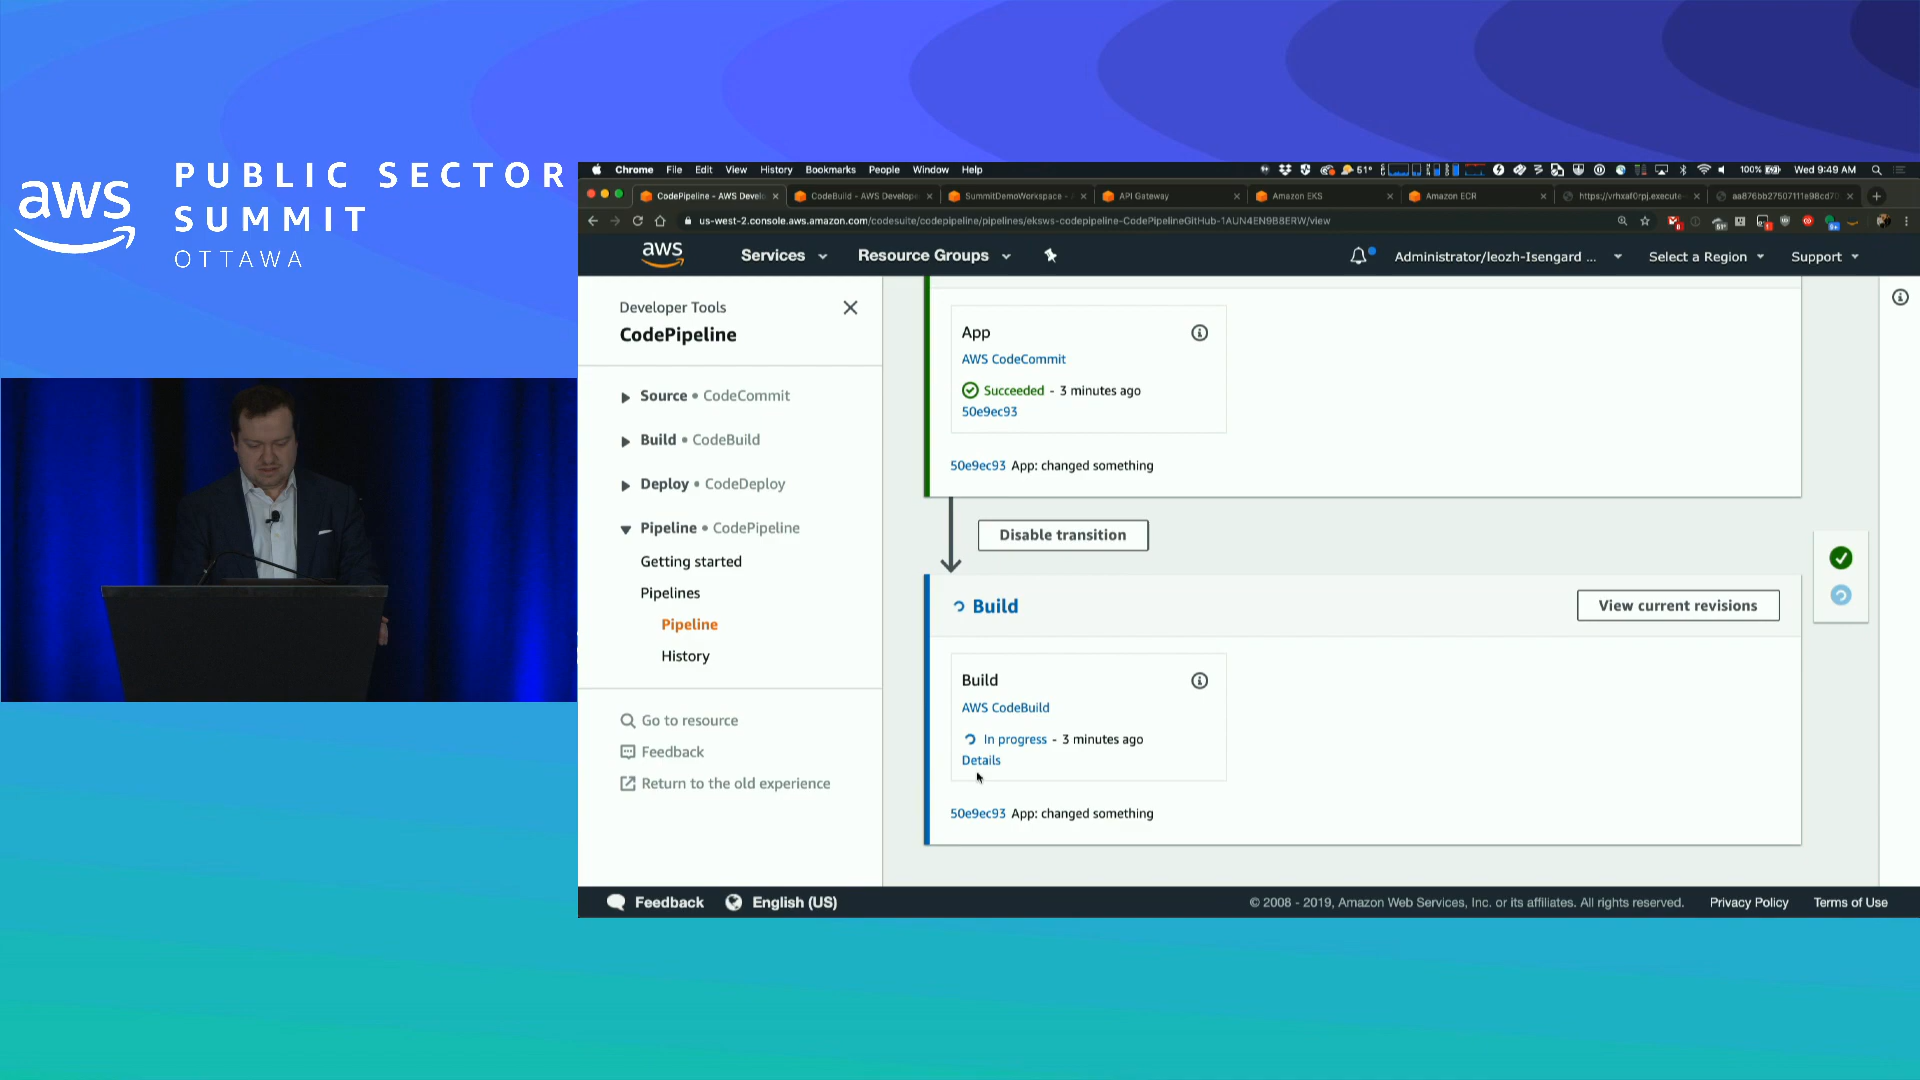 aws
PUBLIC SECTOR
SUMMIT
OTTAWA
Chrome File Edit View History Bookmarks People Window Help
51° 100% Wed 9:49 AM
CodePipeline - AWS Develo
CodeBuild - AWS Develope
SummitDemoWorkspace -
API Gateway
Amazon EKS
Amazon ECR
us-west-2.console.aws.amazon.com/codesuite/codepipeline/pipelines/eksws-codepipeline-CodePipelineGitHub-1AUN4EN9B8ERW/view
aws Services Resource Groups Administrator/leozh-Isengard ... Select a Region Support
Developer Tools
CodePipeline
Source • CodeCommit
Build • CodeBuild
Deploy • CodeDeploy
Pipeline • CodePipeline
Getting started
Pipelines
Pipeline
History
Go to resource
Feedback
Return to the old experience
App
AWS CodeCommit
Succeeded - 3 minutes ago
50e9ec93
50e9ec93 App: changed something
Disable transition
Build
View current revisions
Build
AWS CodeBuild
In progress - 3 minutes ago
Details
50e9ec93 App: changed something
Feedback English (US) © 2008 - 2019, Amazon Web Services, Inc. or its affiliates. All rights reserved. Privacy Policy Terms of Use